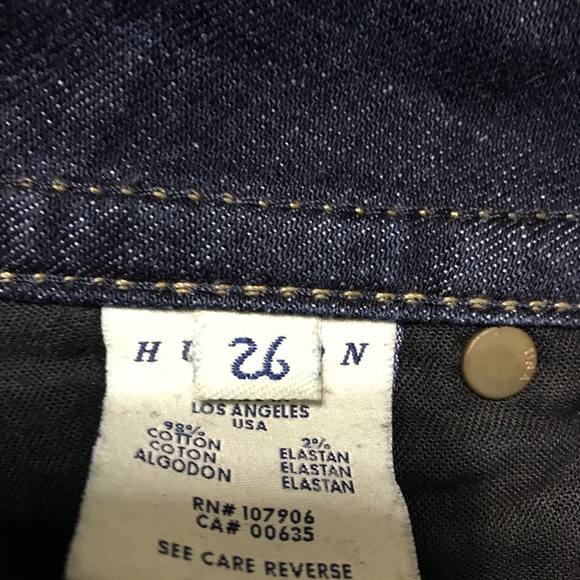 H U O N
26
LOS ANGELES
USA
98% 2%
COTTON ELASTAN
COTON ELASTAN
ALGODON ELASTAN
RN# 107906
CA# 00635
SEE CARE REVERSE